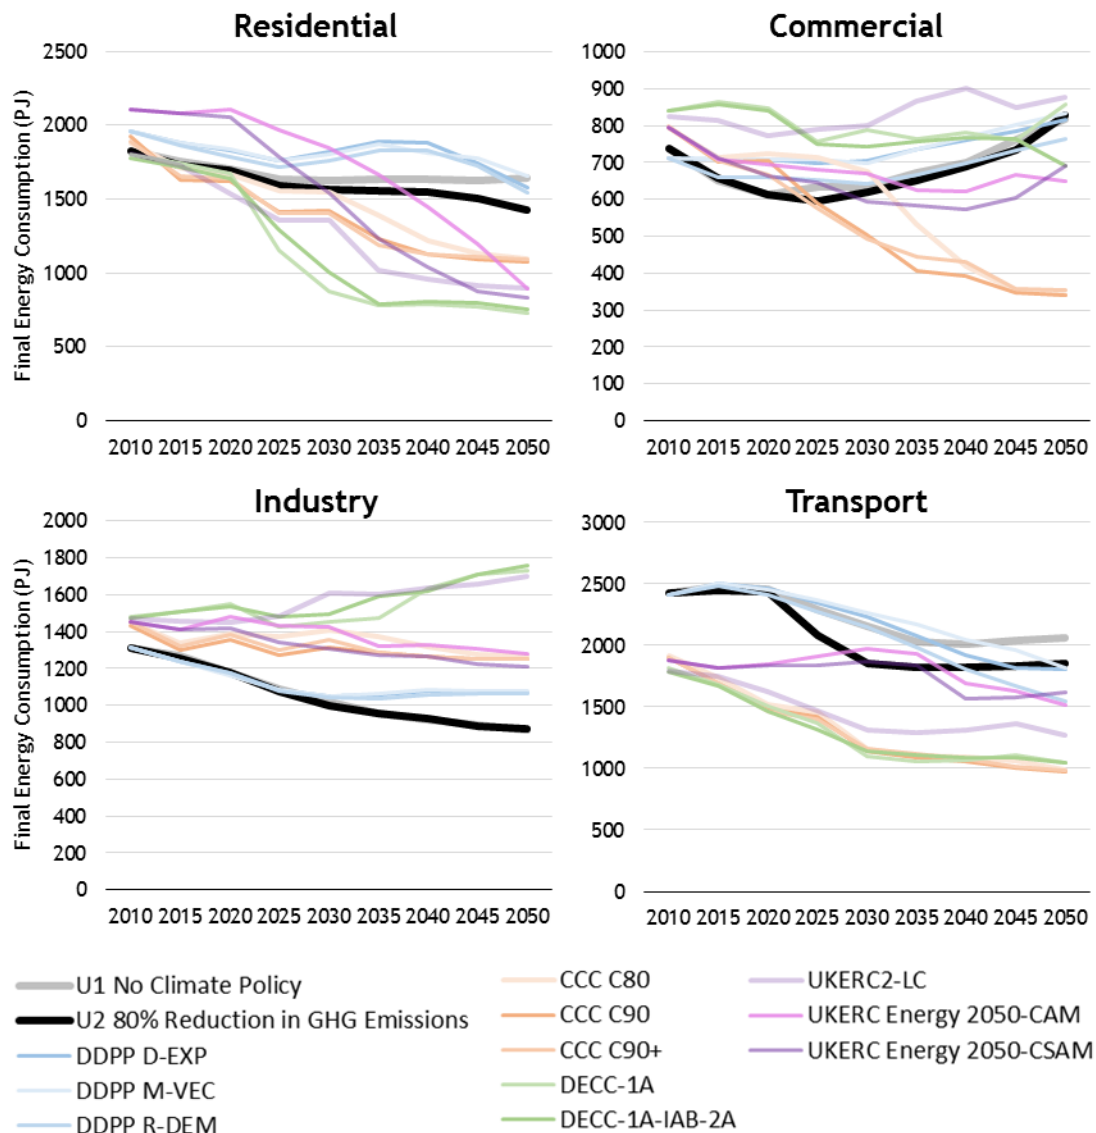 Residential
Final Energy Consumption (PJ)
2500
2000
1500
1000
500
0
2010 2015 2020 2025 2030 2035 2040 2045 2050
Commercial
1000
900
800
700
600
500
400
300
200
100
0
2010 2015 2020 2025 2030 2035 2040 2045 2050
Industry
Final Energy Consumption (PJ)
2000
1800
1600
1400
1200
1000
800
600
400
200
0
2010 2015 2020 2025 2030 2035 2040 2045 2050
Transport
3000
2500
2000
1500
1000
500
0
2010 2015 2020 2025 2030 2035 2040 2045 2050
U1 No Climate Policy
U2 80% Reduction in GHG Emissions
DDPP D-EXP
DDPP M-VEC
DDPP R-DEM
CCC C80
CCC C90
CCC C90+
DECC-1A
DECC-1A-IAB-2A
UKERC2-LC
UKERC Energy 2050-CAM
UKERC Energy 2050-CSAM